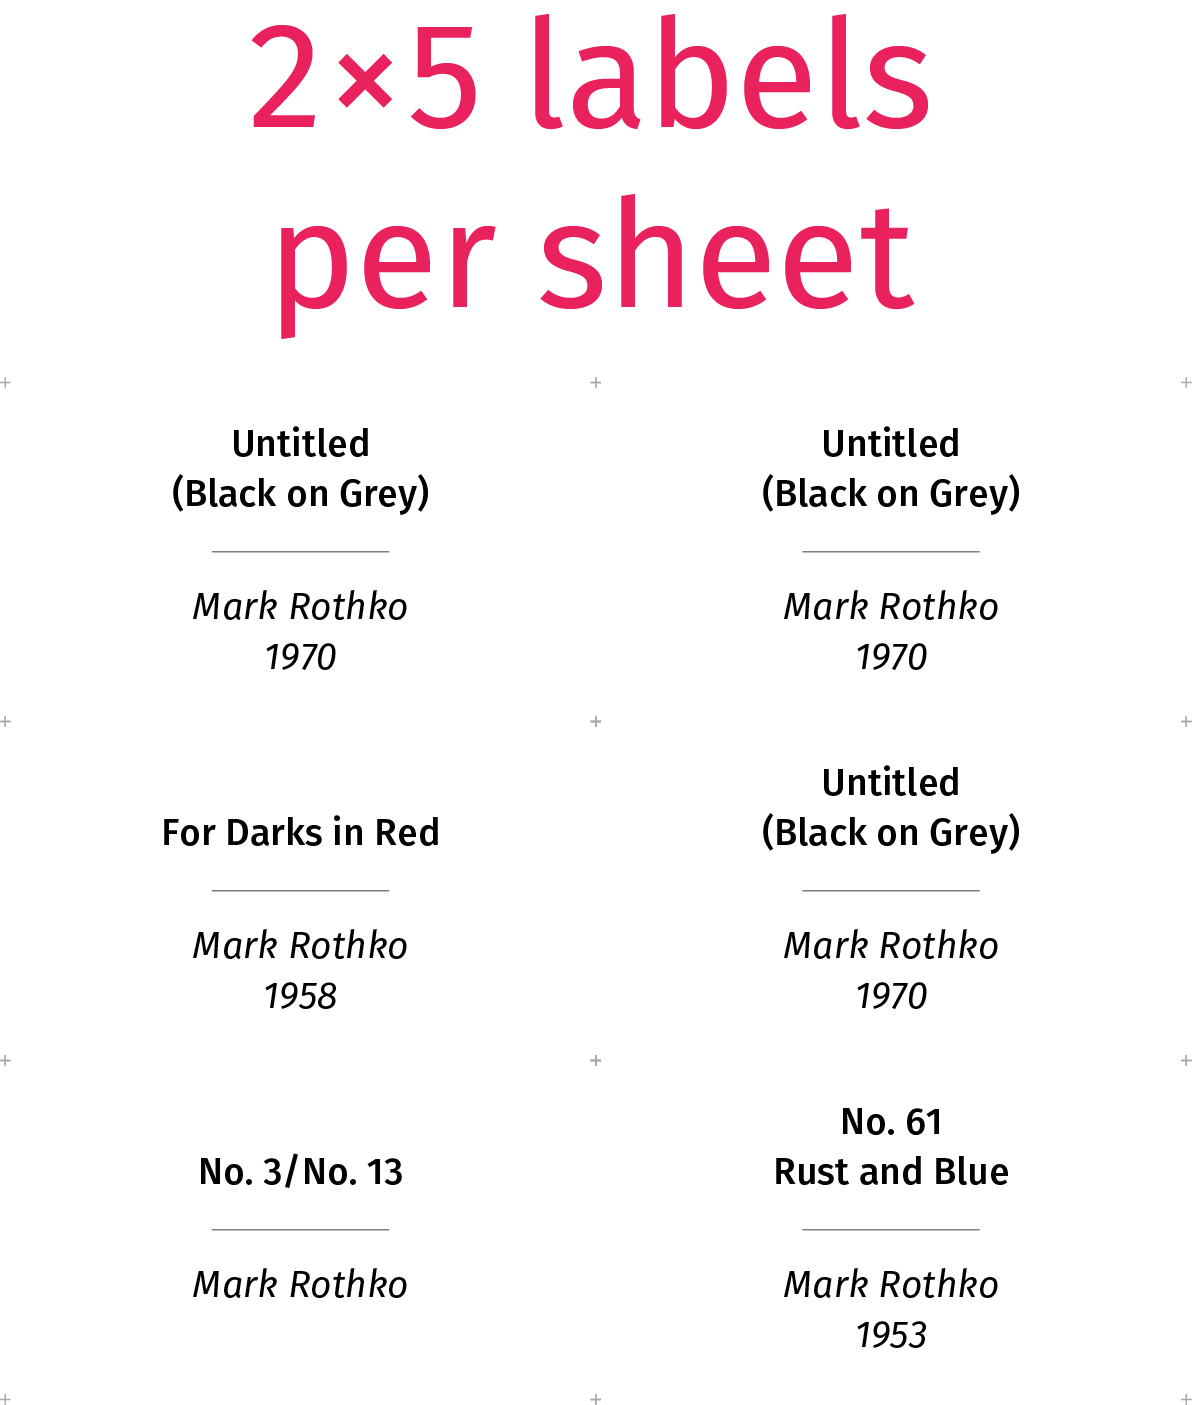 2×5 labels
per sheet
Untitled
(Black on Grey)
Mark Rothko
1970
Untitled
(Black on Grey)
Mark Rothko
1970
For Darks in Red
Mark Rothko
1958
Untitled
(Black on Grey)
Mark Rothko
1970
No. 3/No. 13
Mark Rothko
No. 61
Rust and Blue
Mark Rothko
1953